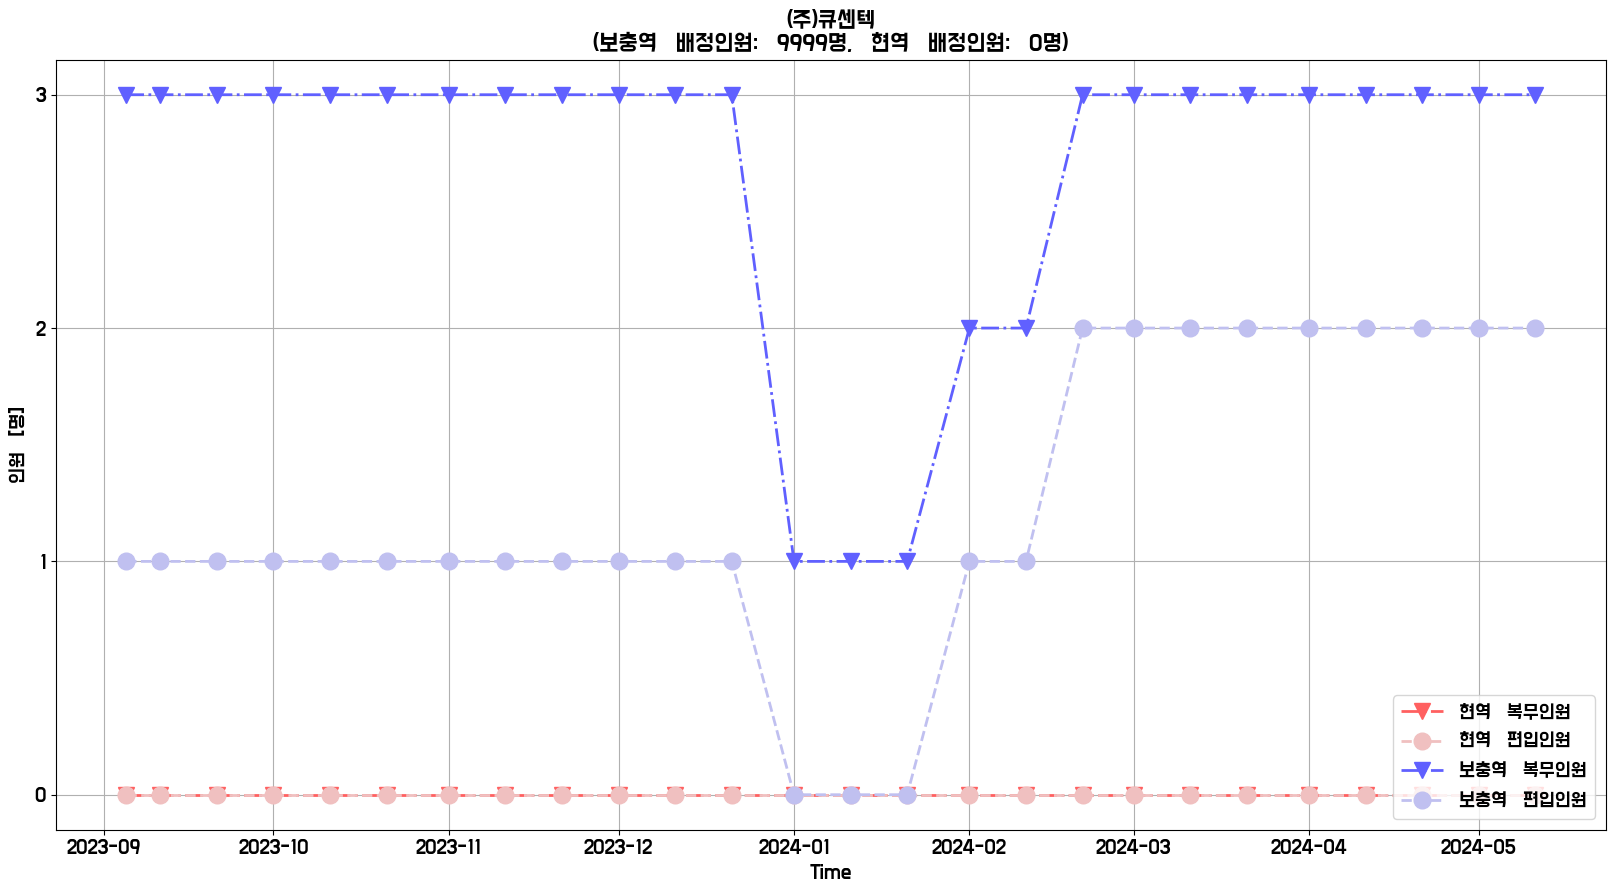 (주)큐센텍
(보충역 배정인원: 9999명, 현역 배정인원: 0명)
3
2
1
0
인원 [명]
2023-09 2023-10 2023-11 2023-12 2024-01 2024-02 2024-03 2024-04 2024-05
Time
현역 복무인원
현역 편입인원
보충역 복무인원
보충역 편입인원